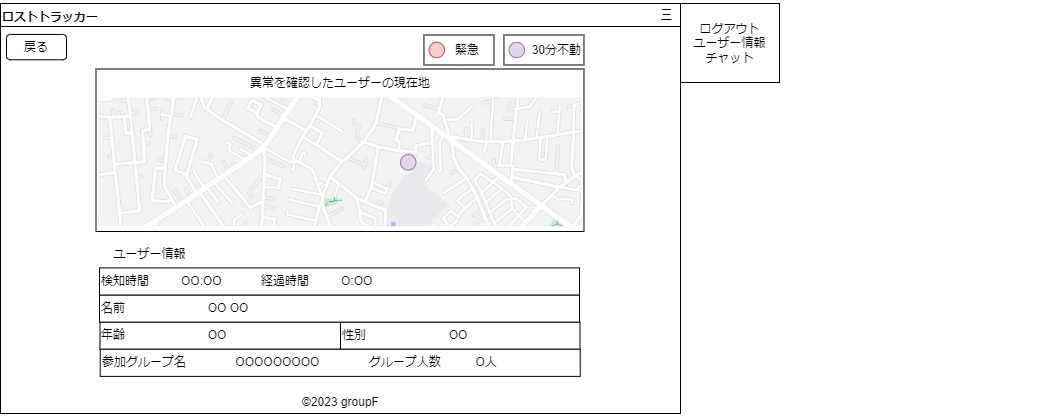 ロストトラッカー 三
戻る
緊急
30分不動
ログアウト
ユーザー情報
チャット
異常を確認したユーザーの現在地
ユーザー情報
検知時間 OO:OO 経過時間 O:OO
名前 OO OO
年齢 OO 性別 OO
参加グループ名 OOOOOOOOO グループ人数 O人
©2023 groupF